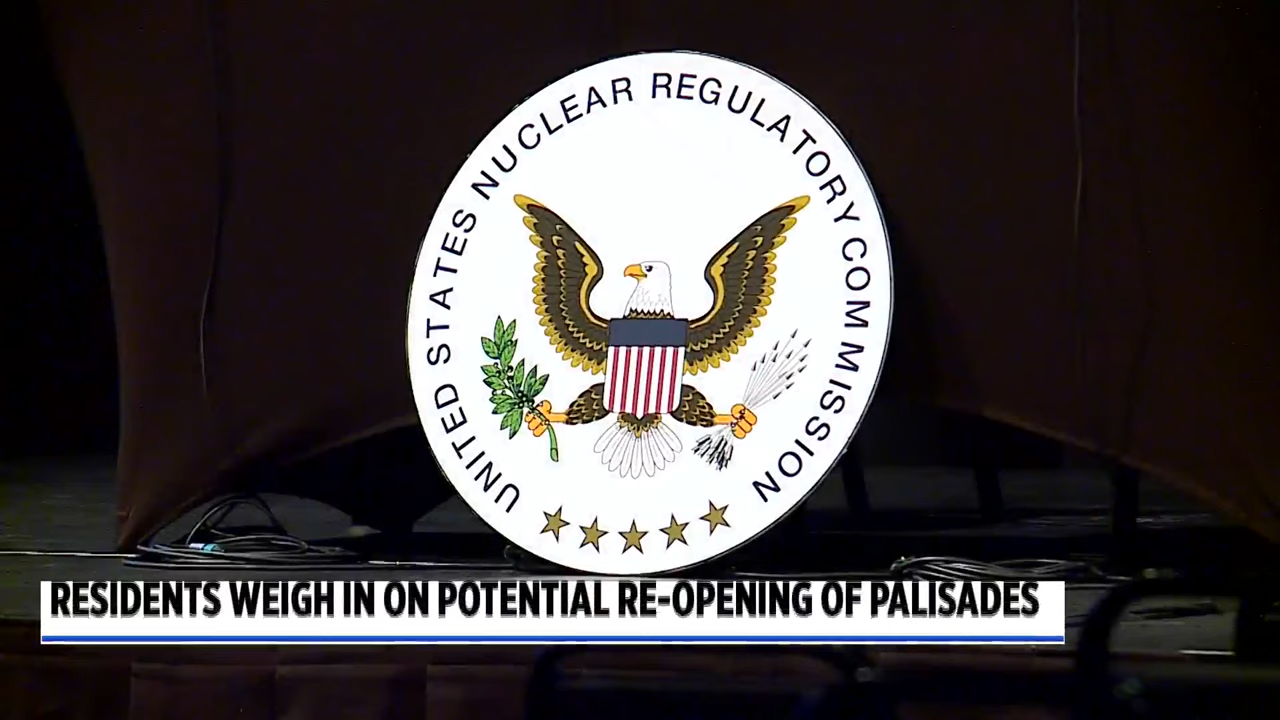 UNITED STATES NUCLEAR REGULATORY COMMISSION
RESIDENTS WEIGH IN ON POTENTIAL RE-OPENING OF PALISADES